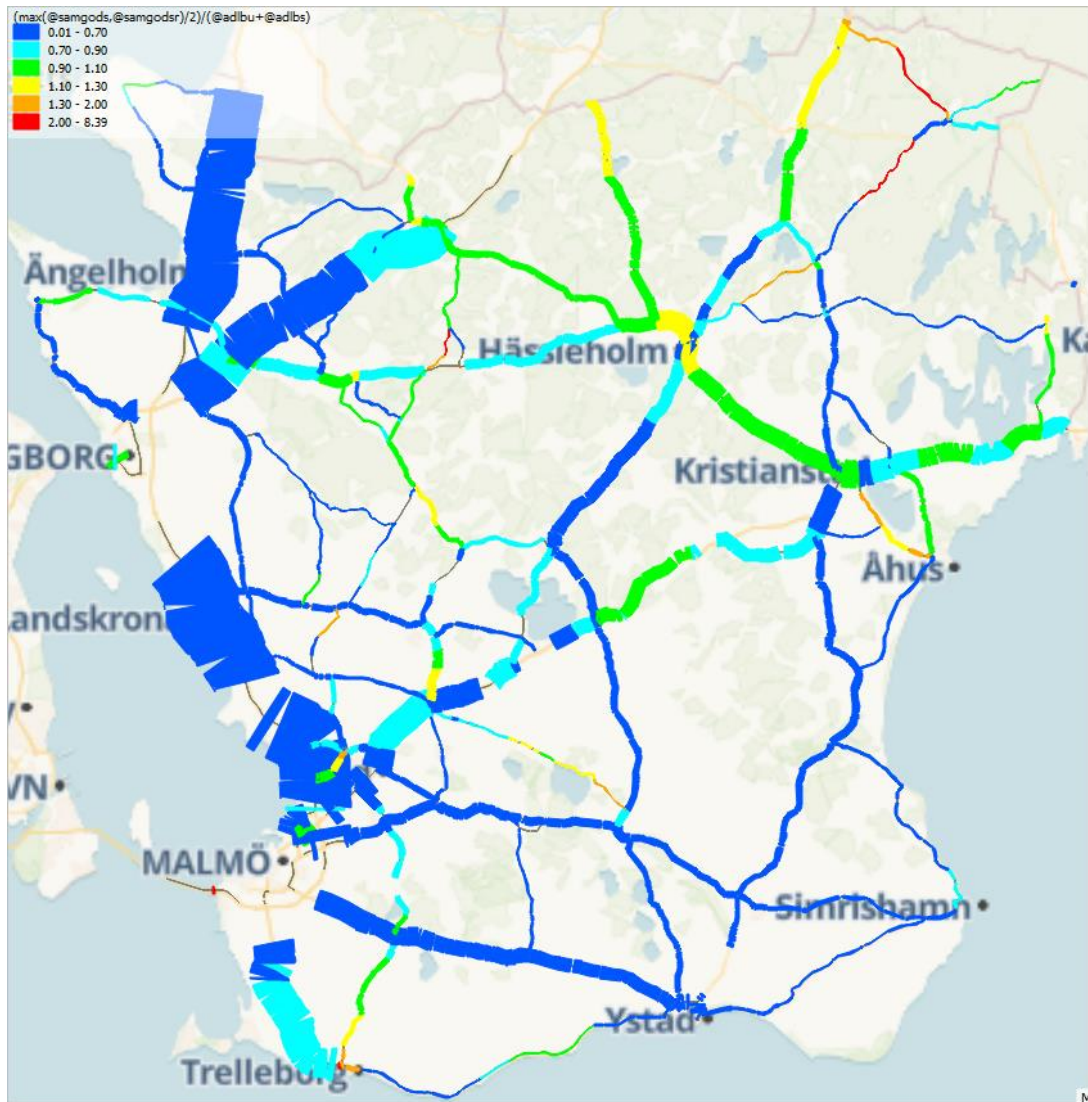 (max(@samgods,@samgodsr)/2)/(@adlbu+@adlbs)
0.01 - 0.70
0.70 - 0.90
0.90 - 1.10
1.10 - 1.30
1.30 - 2.00
2.00 - 8.39
Ängelholm
Hässleholm
Ka
GBORG
Kristianst
Åhus
andskrona
VN
MALMÖ
Simrishamn
Ystad
Trelleborg
N